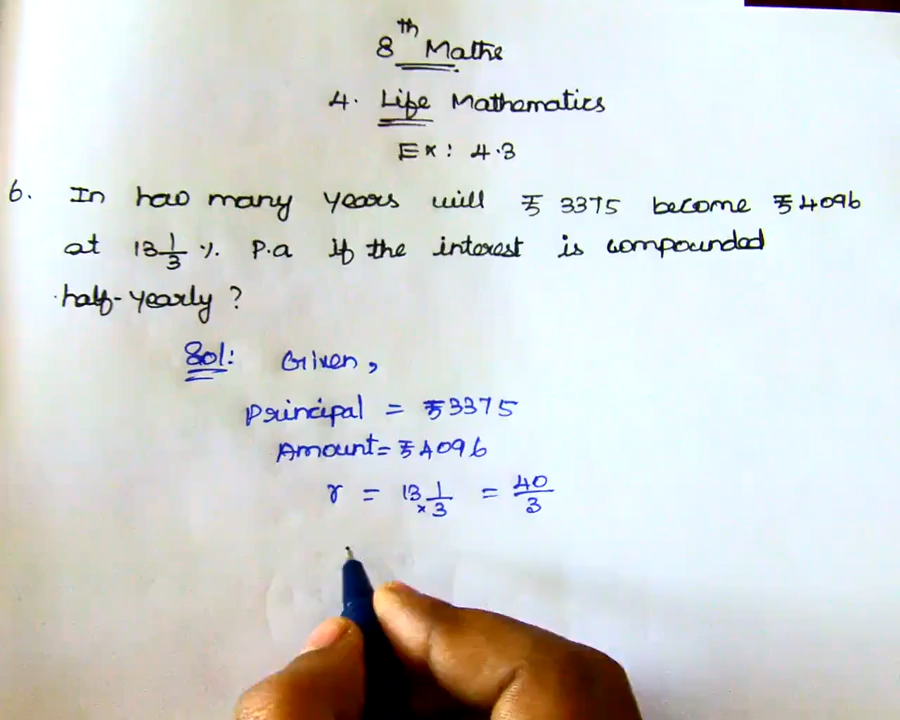 8th Maths
4. Life Mathematics
Ex: 4.3
6. In how many years will ₹ 3375 become ₹ 4096
at 13 1/3 %. P.a if the interest is compounded
half-yearly?
Sol: Given,
Principal = ₹3375
Amount = ₹4096
r = 13 1/3 = 40/3